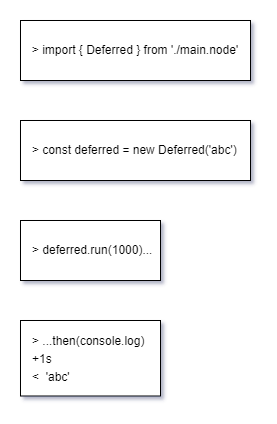 > import { Deferred } from './main.node'
> const deferred = new Deferred('abc')
> deferred.run(1000)...
> ...then(console.log)
+1s
< 'abc'